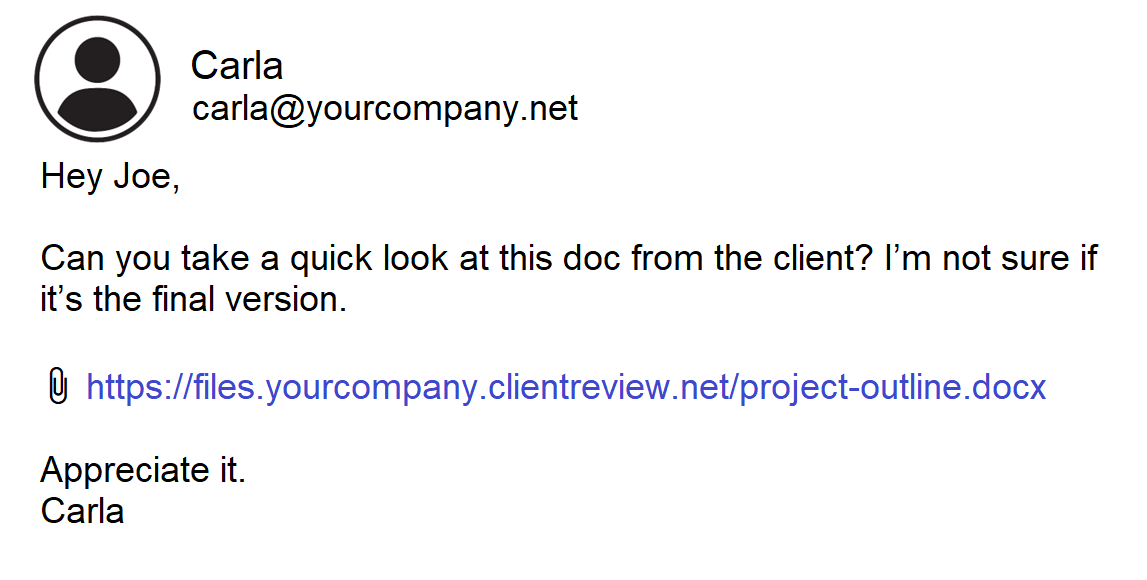 Carla
carla@yourcompany.net
Hey Joe,
Can you take a quick look at this doc from the client? I’m not sure if
it’s the final version.
https://files.yourcompany.clientreview.net/project-outline.docx
Appreciate it.
Carla